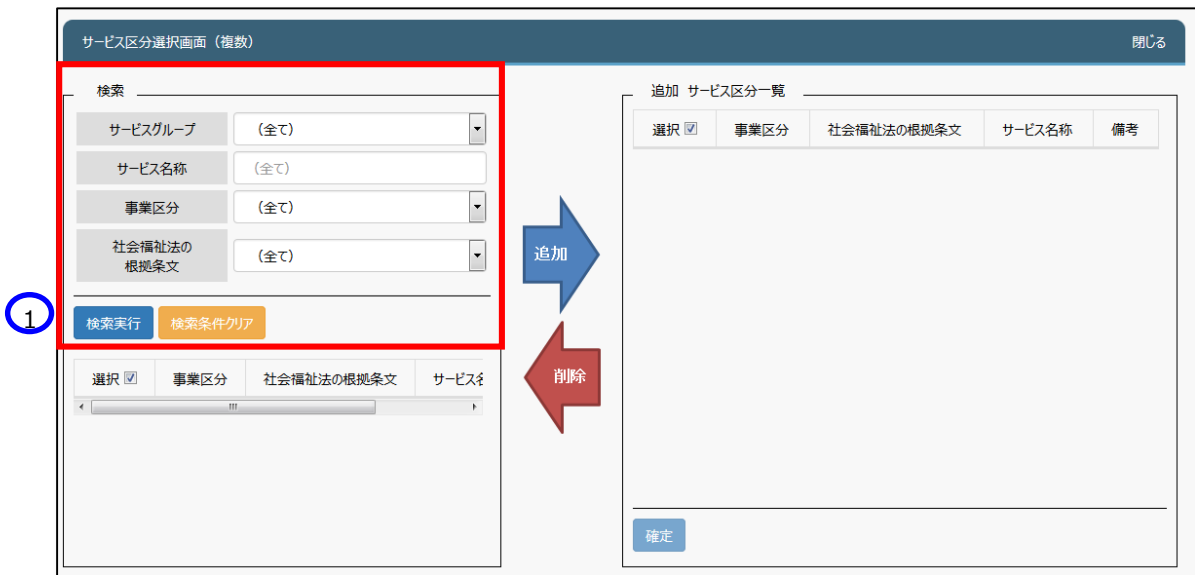 サービス区分選択画面（複数）
閉じる
検索
サービスグループ
（全て）
サービス名称
（全て）
事業区分
（全て）
社会福祉法の
根拠条文
（全て）
1
検索実行
検索条件クリア
選択
事業区分
社会福祉法の根拠条文
サービス名
追加
削除
追加 サービス区分一覧
選択
事業区分
社会福祉法の根拠条文
サービス名称
備考
確定